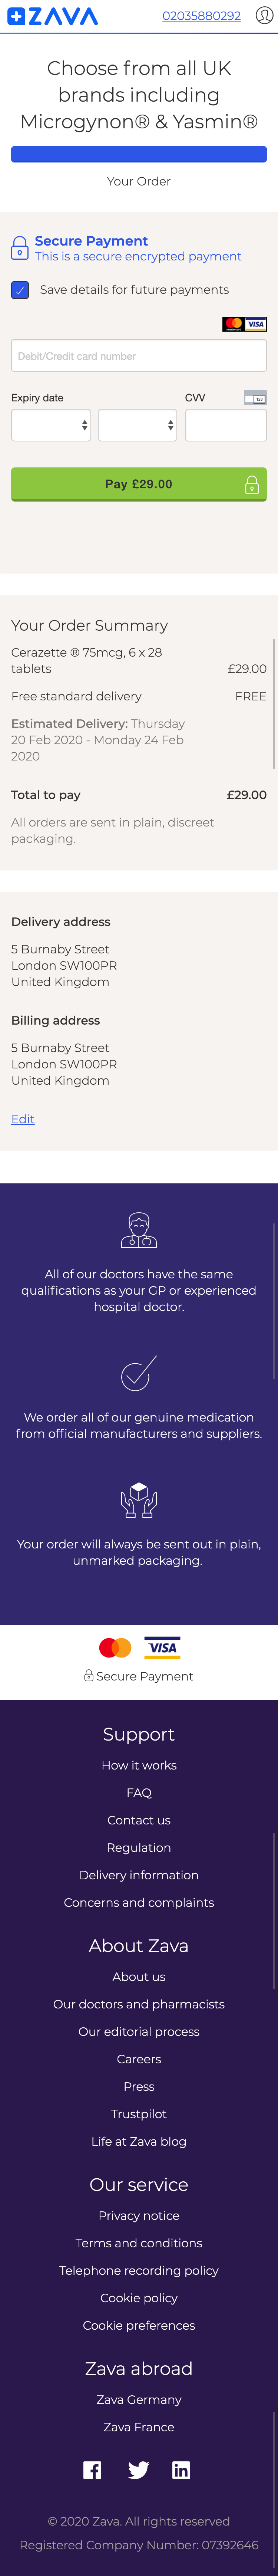 ZAVA
02035880292
Choose from all UK
brands including
Microgynon® & Yasmin®
Your Order
Secure Payment
This is a secure encrypted payment
Save details for future payments
VISA
Debit/Credit card number
Expiry date
CVV
Pay £29.00
Your Order Summary
Cerazette ® 75mcg, 6 x 28
tablets £29.00
Free standard delivery FREE
Estimated Delivery: Thursday
20 Feb 2020 - Monday 24 Feb
2020
Total to pay £29.00
All orders are sent in plain, discreet
packaging.
Delivery address
5 Burnaby Street
London SW100PR
United Kingdom
Billing address
5 Burnaby Street
London SW100PR
United Kingdom
Edit
All of our doctors have the same
qualifications as your GP or experienced
hospital doctor.
We order all of our genuine medication
from official manufacturers and suppliers.
Your order will always be sent out in plain,
unmarked packaging.
VISA
Secure Payment
Support
How it works
FAQ
Contact us
Regulation
Delivery information
Concerns and complaints
About Zava
About us
Our doctors and pharmacists
Our editorial process
Careers
Press
Trustpilot
Life at Zava blog
Our service
Privacy notice
Terms and conditions
Telephone recording policy
Cookie policy
Cookie preferences
Zava abroad
Zava Germany
Zava France
© 2020 Zava. All rights reserved
Registered Company Number: 07392646